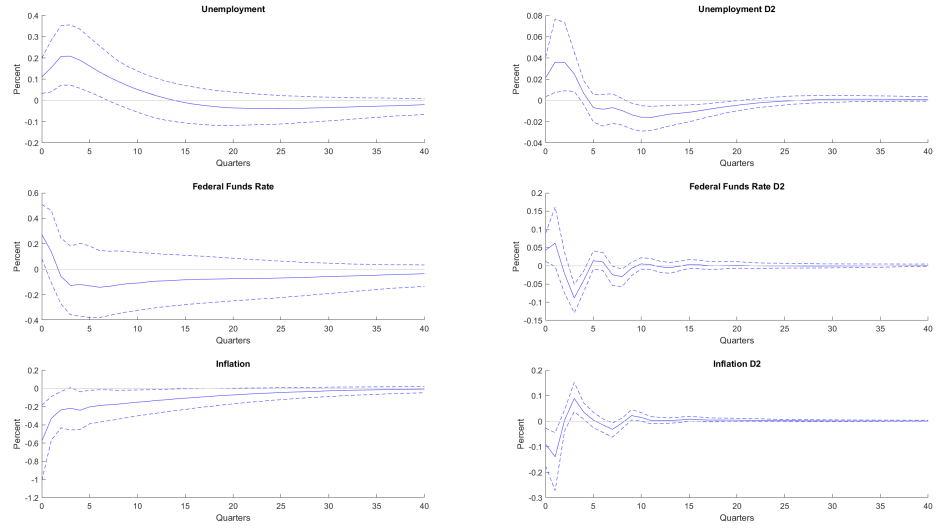 Unemployment
0.4
0.3
0.2
0.1
0
-0.1
-0.2
Percent
0 5 10 15 20 25 30 35 40
Quarters
Unemployment D2
0.08
0.06
0.04
0.02
0
-0.02
-0.04
Percent
0 5 10 15 20 25 30 35 40
Quarters
Federal Funds Rate
0.6
0.4
0.2
0
-0.2
-0.4
Percent
0 5 10 15 20 25 30 35 40
Quarters
Federal Funds Rate D2
0.2
0.15
0.1
0.05
0
-0.05
-0.1
-0.15
Percent
0 5 10 15 20 25 30 35 40
Quarters
Inflation
0.2
0
-0.2
-0.4
-0.6
-0.8
-1
-1.2
Percent
0 5 10 15 20 25 30 35 40
Quarters
Inflation D2
0.2
0.1
0
-0.1
-0.2
-0.3
Percent
0 5 10 15 20 25 30 35 40
Quarters